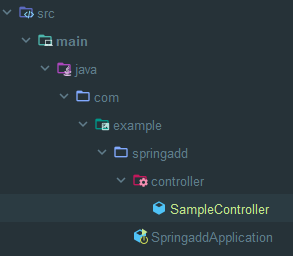 src
main
java
com
example
springadd
controller
SampleController
SpringaddApplication